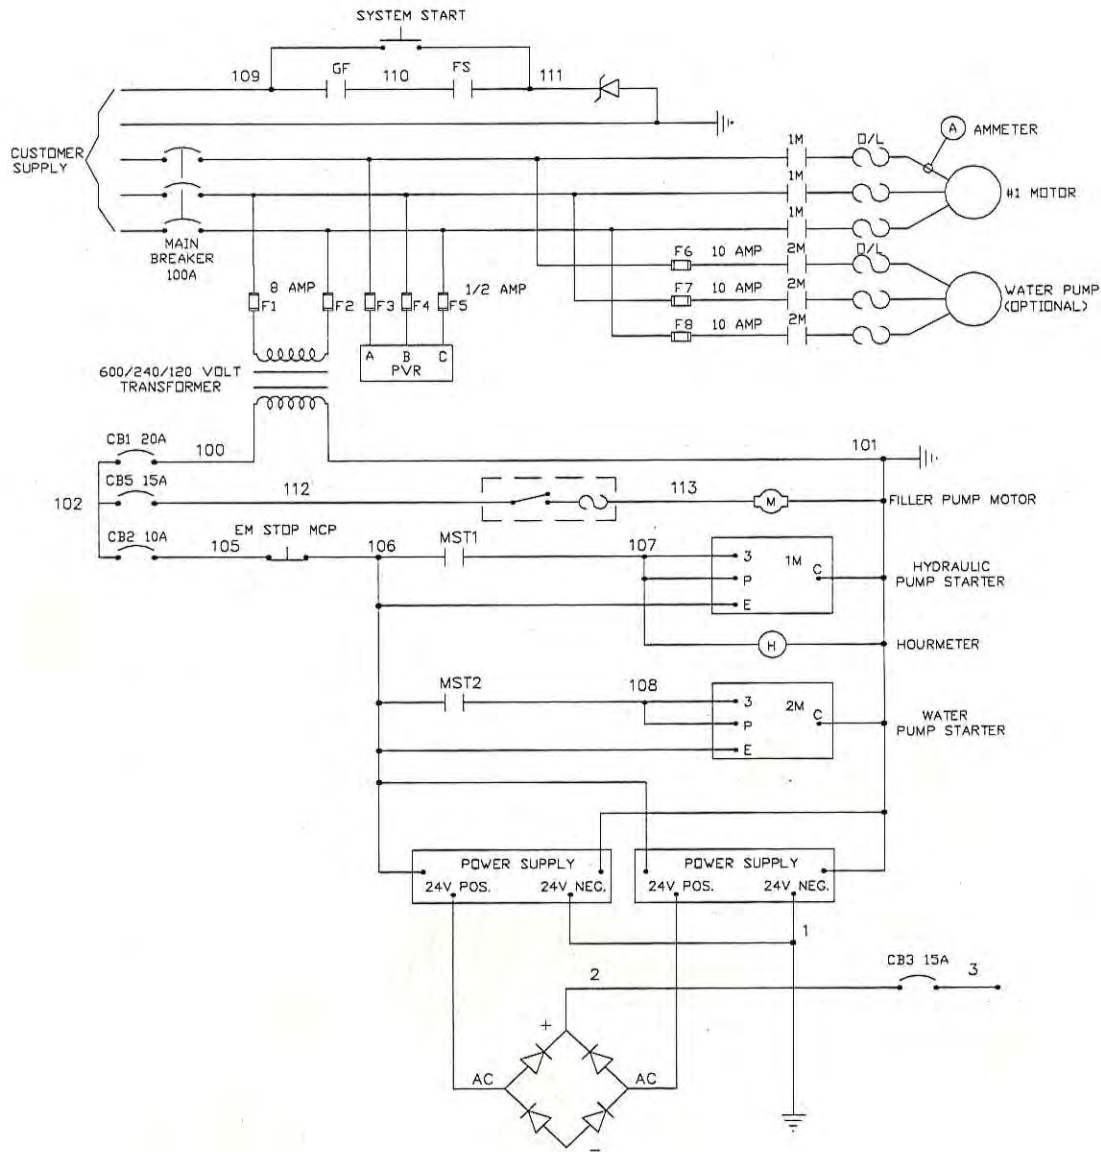 SYSTEM START
109
GF
110
FS
111
CUSTOMER
SUPPLY
MAIN
BREAKER
100A
1M
O/L
A
AMMETER
1M
#1 MOTOR
1M
F6
10 AMP
2M
O/L
F7
10 AMP
2M
WATER PUMP
(OPTIONAL)
F8
10 AMP
2M
8 AMP
1/2 AMP
F1
F2
F3
F4
F5
A
B
C
PVR
600/240/120 VOLT
TRANSFORMER
CB1 20A
100
101
102
CB5 15A
112
113
M
FILLER PUMP MOTOR
CB2 10A
105
EM STOP MCP
106
MST1
107
3
1M
C
P
E
HYDRAULIC
PUMP STARTER
H
HOURMETER
MST2
108
3
2M
C
P
E
WATER
PUMP STARTER
POWER SUPPLY
24V POS.
24V NEG.
POWER SUPPLY
24V POS.
24V NEG.
1
2
CB3 15A
3
+
AC
AC
-